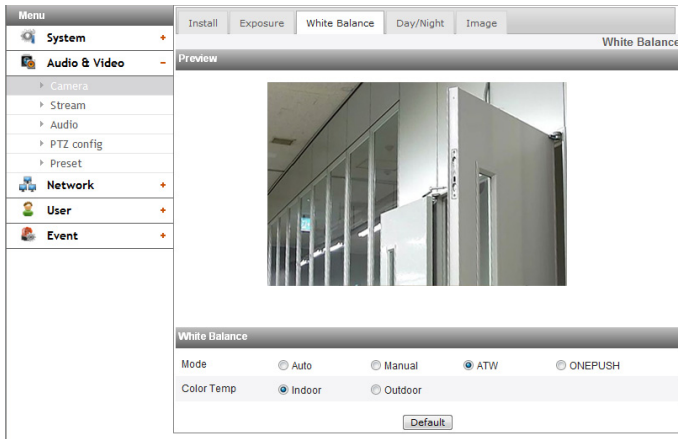 Menu
System +
Audio & Video -
Camera
Stream
Audio
PTZ config
Preset
Network +
User +
Event +
Install Exposure White Balance Day/Night Image
White Balance
Preview
White Balance
Mode Auto Manual ATW ONEPUSH
Color Temp Indoor Outdoor
Default